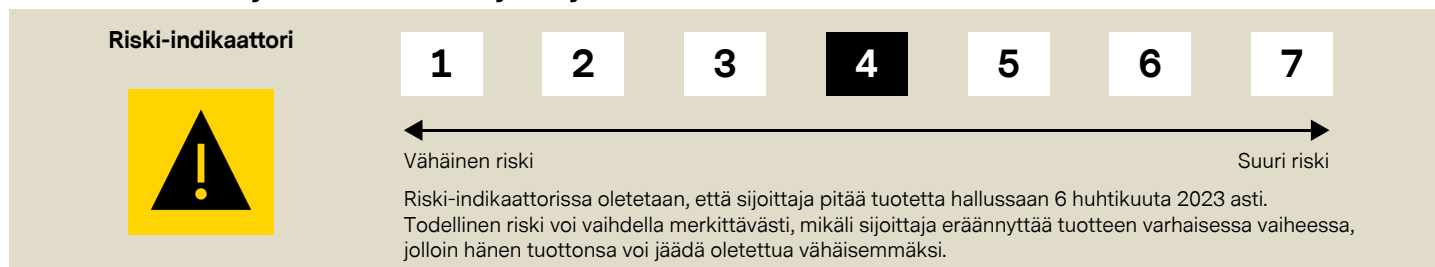 Riski-indikaattori
1 2 3 4 5 6 7
Vähäinen riski Suuri riski
Riski-indikaattorissa oletetaan, että sijoittaja pitää tuotetta hallussaan 6 huhtikuuta 2023 asti.
Todellinen riski voi vaihdella merkittävästi, mikäli sijoittaja eräännyttää tuotteen varhaisessa vaiheessa,
jolloin hänen tuottonsa voi jäädä oletettua vähäisemmäksi.